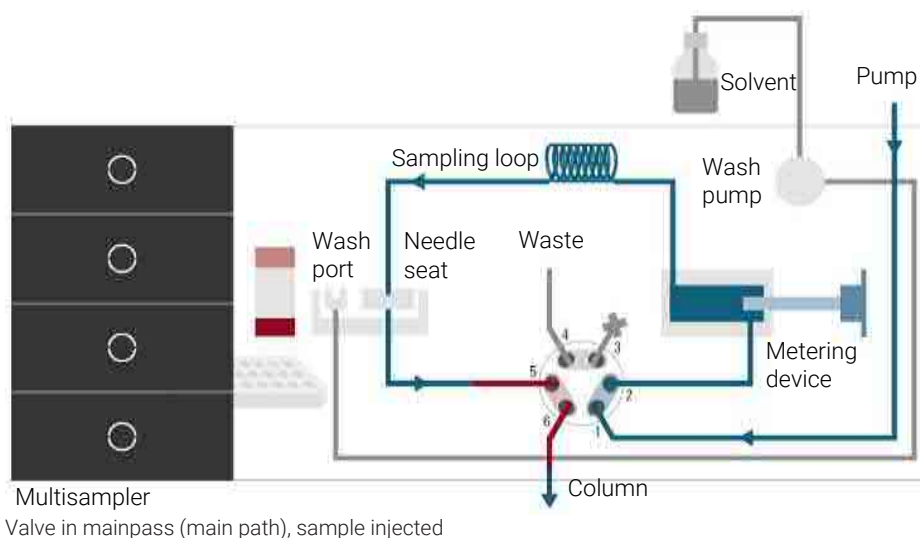 Solvent
Pump
Sampling loop
Wash
pump
Wash
port
Needle
seat
Waste
4
3
5
2
6
1
Metering
device
Column
Multisampler
Valve in mainpass (main path), sample injected